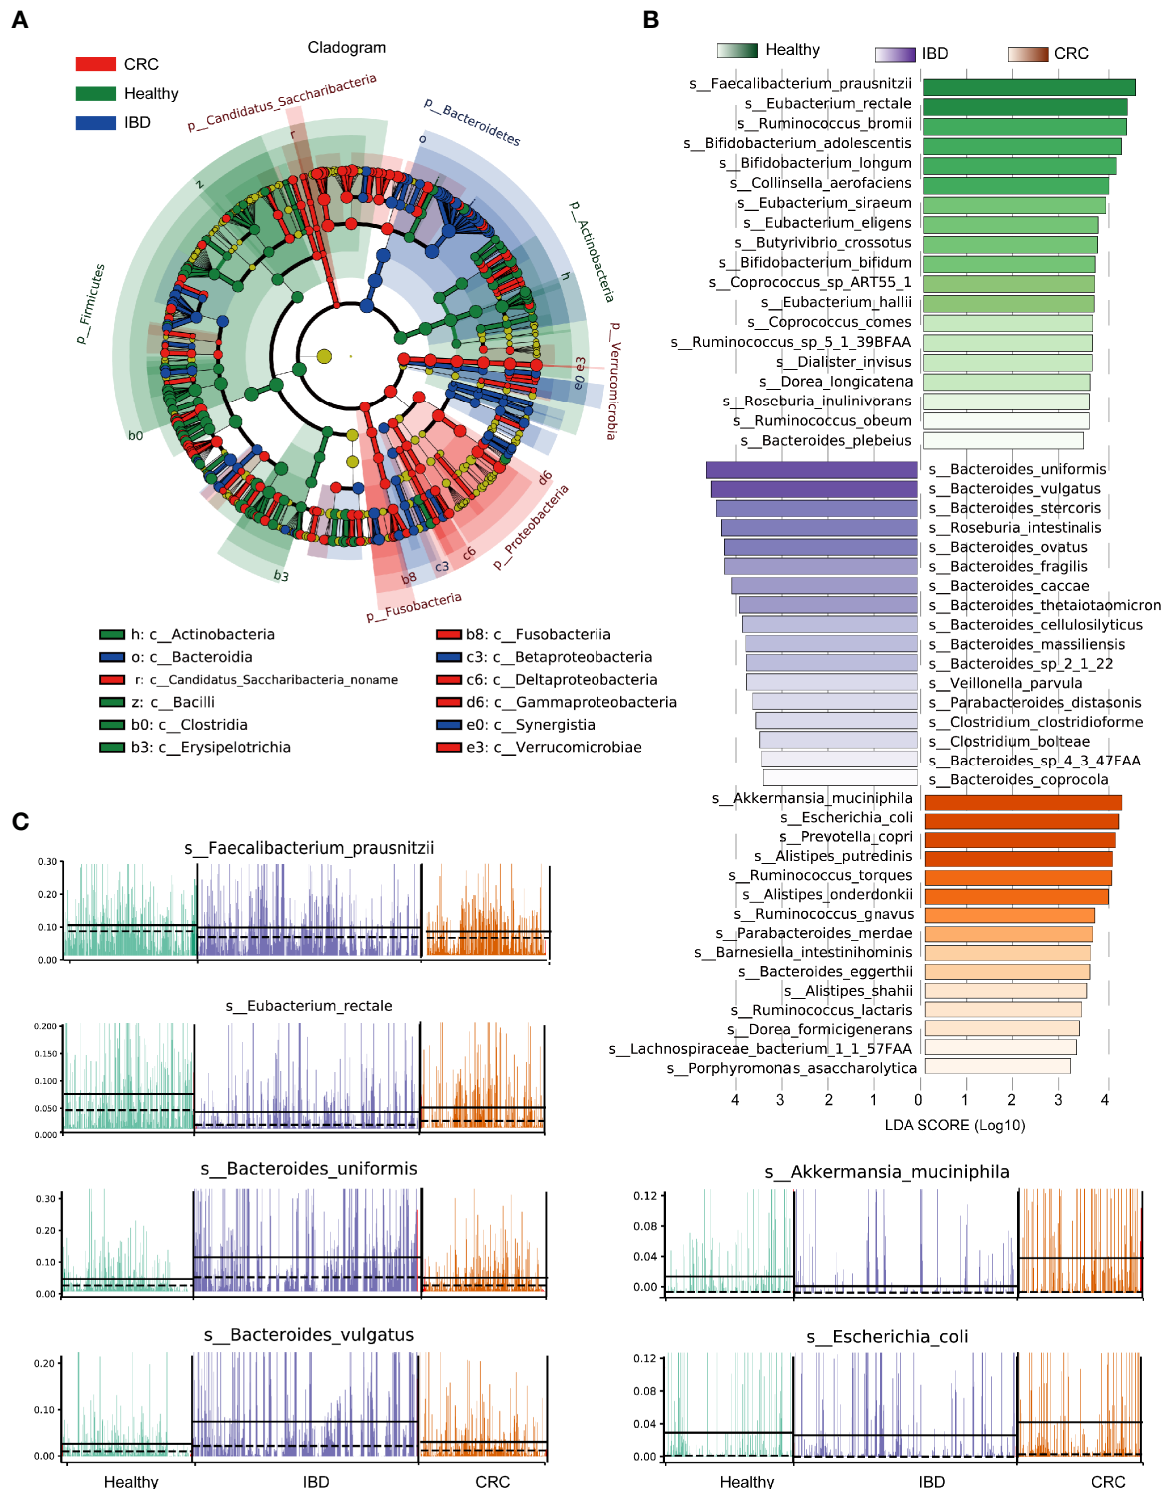 A
Cladogram
CRC
Healthy
IBD
p__Candidatus_Saccharibacteria
p__Bacteroidetes
p__Actinobacteria
p__Verrucomicrobia
p__Proteobacteria
p__Fusobacteria
p__Firmicutes
r
o
z
h
e3
e0
b0
d6
c6
c3
b8
b3
h: c__Actinobacteria
o: c__Bacteroidia
r: c__Candidatus_Saccharibacteria_noname
z: c__Bacilli
b0: c__Clostridia
b3: c__Erysipelotrichia
b8: c__Fusobacteriia
c3: c__Betaproteobacteria
c6: c__Deltaproteobacteria
d6: c__Gammaproteobacteria
e0: c__Synergistia
e3: c__Verrucomicrobiae
B
Healthy
IBD
CRC
s__Faecalibacterium_prausnitzii
s__Eubacterium_rectale
s__Ruminococcus_bromii
s__Bifidobacterium_adolescentis
s__Bifidobacterium_longum
s__Collinsella_aerofaciens
s__Eubacterium_siraeum
s__Eubacterium_eligens
s__Butyrivibrio_crossotus
s__Bifidobacterium_bifidum
s__Coprococcus_sp_ART55_1
s__Eubacterium_hallii
s__Coprococcus_comes
s__Ruminococcus_sp_5_1_39BFAA
s__Dialister_invisus
s__Dorea_longicatena
s__Roseburia_inulinivorans
s__Ruminococcus_obeum
s__Bacteroides_plebeius
s__Bacteroides_uniformis
s__Bacteroides_vulgatus
s__Bacteroides_stercoris
s__Roseburia_intestinalis
s__Bacteroides_ovatus
s__Bacteroides_fragilis
s__Bacteroides_caccae
s__Bacteroides_thetaiotaomicron
s__Bacteroides_cellulosilyticus
s__Bacteroides_massiliensis
s__Bacteroides_sp_2_1_22
s__Veillonella_parvula
s__Parabacteroides_distasonis
s__Clostridium_clostridioforme
s__Clostridium_bolteae
s__Bacteroides_sp_4_3_47FAA
s__Bacteroides_coprocola
s__Akkermansia_muciniphila
s__Escherichia_coli
s__Prevotella_copri
s__Alistipes_putredinis
s__Ruminococcus_torques
s__Alistipes_onderdonkii
s__Ruminococcus_gnavus
s__Parabacteroides_merdae
s__Barnesiella_intestinihominis
s__Bacteroides_eggerthii
s__Alistipes_shahii
s__Ruminococcus_lactaris
s__Dorea_formicigenerans
s__Lachnospiraceae_bacterium_1_1_57FAA
s__Porphyromonas_asaccharolytica
4 3 2 1 0 1 2 3 4
LDA SCORE (Log10)
C
s__Faecalibacterium_prausnitzii
0.30
0.20
0.10
0.00
s__Eubacterium_rectale
0.200
0.150
0.100
0.050
0.000
s__Bacteroides_uniformis
0.30
0.20
0.10
0.00
s__Bacteroides_vulgatus
0.20
0.10
0.00
Healthy IBD CRC
s__Akkermansia_muciniphila
0.12
0.08
0.04
0.00
s__Escherichia_coli
0.12
0.08
0.04
0.00
Healthy IBD CRC